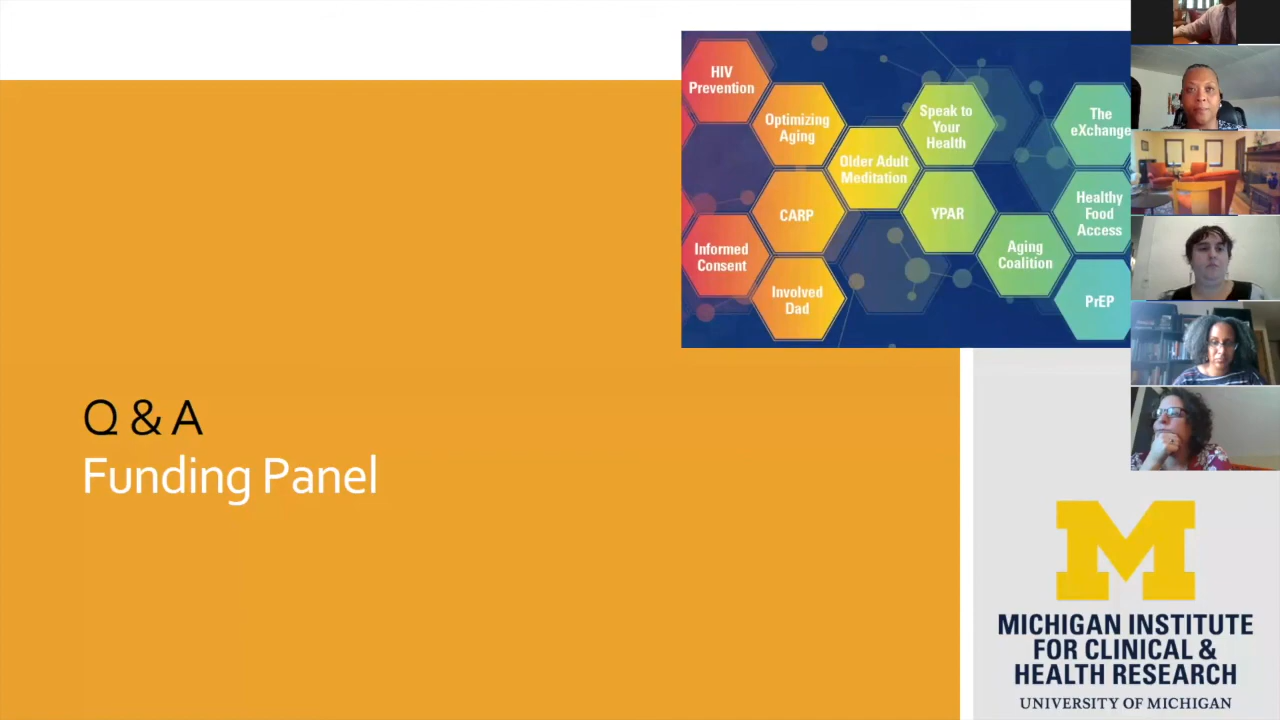 HIV
Prevention
Optimizing
Aging
Older Adult
Meditation
Speak to
Your
Health
The
eXchange
CARP
YPAR
Healthy
Food
Access
Informed
Consent
Aging
Coalition
Involved
Dad
PrEP
Q & A
Funding Panel
M
MICHIGAN INSTITUTE
FOR CLINICAL &
HEALTH RESEARCH
UNIVERSITY OF MICHIGAN